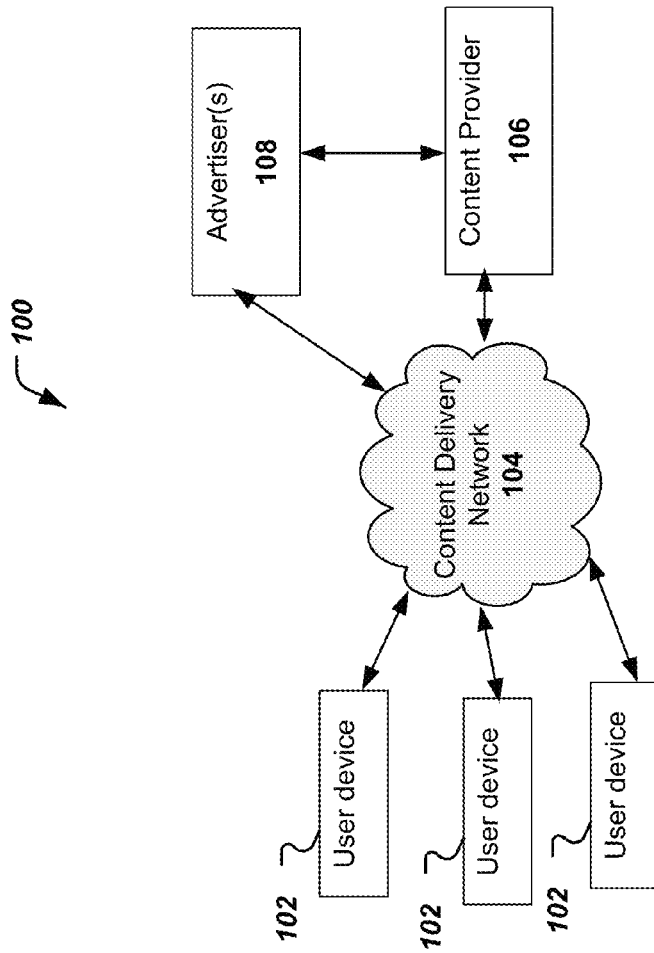 100
Advertiser(s)
108
Content Delivery
Network
104
Content Provider
106
102
User device
102
User device
102
User device